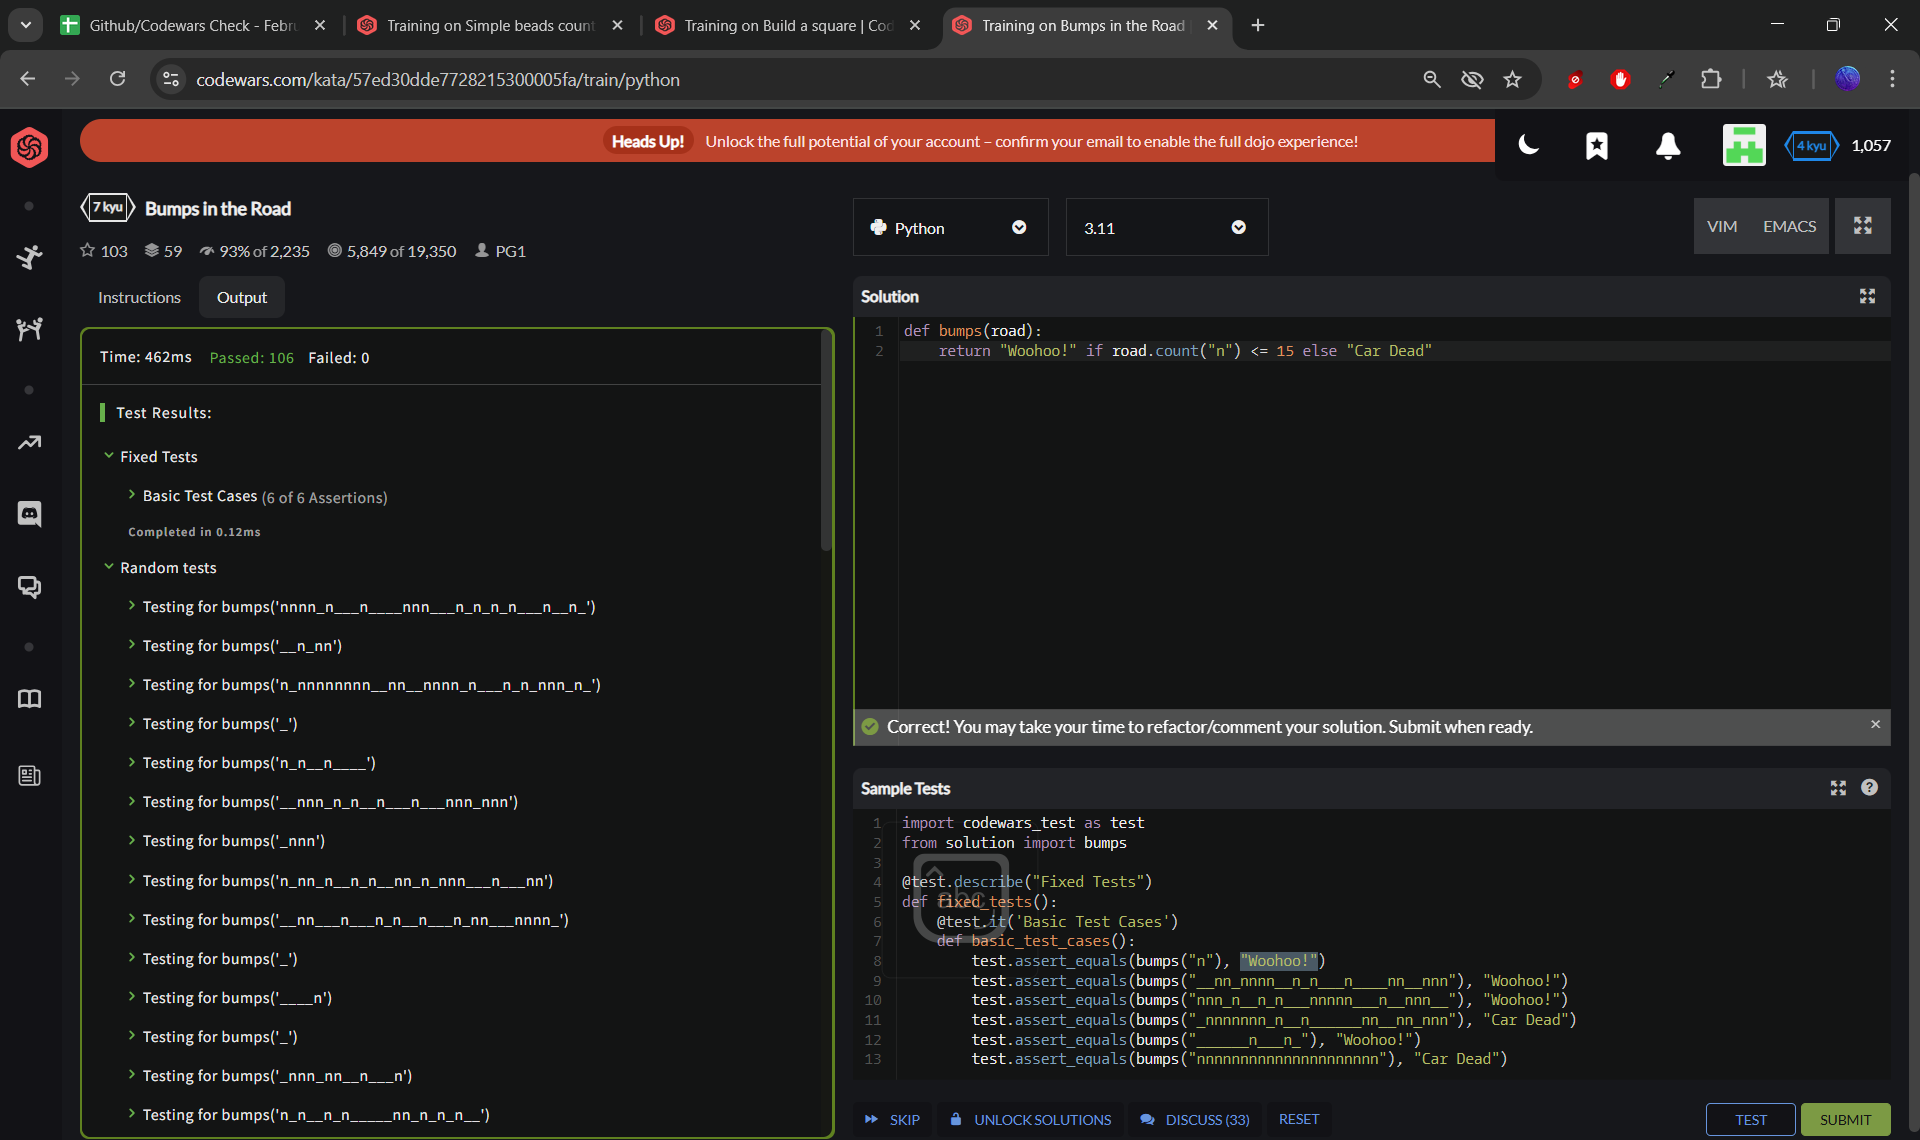 Github/Codewars Check - Febru
Training on Simple beads count
Training on Build a square | Cod
Training on Bumps in the Road
codewars.com/kata/57ed30dde7728215300005fa/train/python
Heads Up! Unlock the full potential of your account – confirm your email to enable the full dojo experience!
4 kyu 1,057
7 kyu Bumps in the Road
103 59 93% of 2,235 5,849 of 19,350 PG1
Instructions Output
Time: 462ms Passed: 106 Failed: 0
Test Results:
Fixed Tests
Basic Test Cases (6 of 6 Assertions)
Completed in 0.12ms
Random tests
Testing for bumps('nnnn_n___n____nnn___n_n_n_n___n__n_')
Testing for bumps('__n_nn')
Testing for bumps('n_nnnnnnnn__nn__nnnn_n___n_n_nnn_n_')
Testing for bumps('_')
Testing for bumps('n_n__n____')
Testing for bumps('__nnn_n_n__n___n___nnn_nnn')
Testing for bumps('_nnn')
Testing for bumps('n_nn_n__n_n__nn_n_nnn___n___nn')
Testing for bumps('__nn___n___n_n__n___n_nn___nnnn_')
Testing for bumps('_')
Testing for bumps('____n')
Testing for bumps('_')
Testing for bumps('_nnn_nn__n___n')
Testing for bumps('n_n__n_n_____nn_n_n_n__')
Python 3.11
VIM EMACS
Solution
1 def bumps(road):
2 return "Woohoo!" if road.count("n") <= 15 else "Car Dead"
Correct! You may take your time to refactor/comment your solution. Submit when ready.
Sample Tests
1 import codewars_test as test
2 from solution import bumps
3
4 @test.describe("Fixed Tests")
5 def fixed_tests():
6 @test.it('Basic Test Cases')
7 def basic_test_cases():
8 test.assert_equals(bumps("n"), "Woohoo!")
9 test.assert_equals(bumps("__nn_nnnn__n_n___n____nn__nnn"), "Woohoo!")
10 test.assert_equals(bumps("nnn_n__n_n___nnnnn___n__nnn__"), "Woohoo!")
11 test.assert_equals(bumps("_nnnnnnn_n__n______nn__nn_nnn"), "Car Dead")
12 test.assert_equals(bumps("______n___n_"), "Woohoo!")
13 test.assert_equals(bumps("nnnnnnnnnnnnnnnnnnnnn"), "Car Dead")
abc
SKIP UNLOCK SOLUTIONS DISCUSS (33) RESET TEST SUBMIT